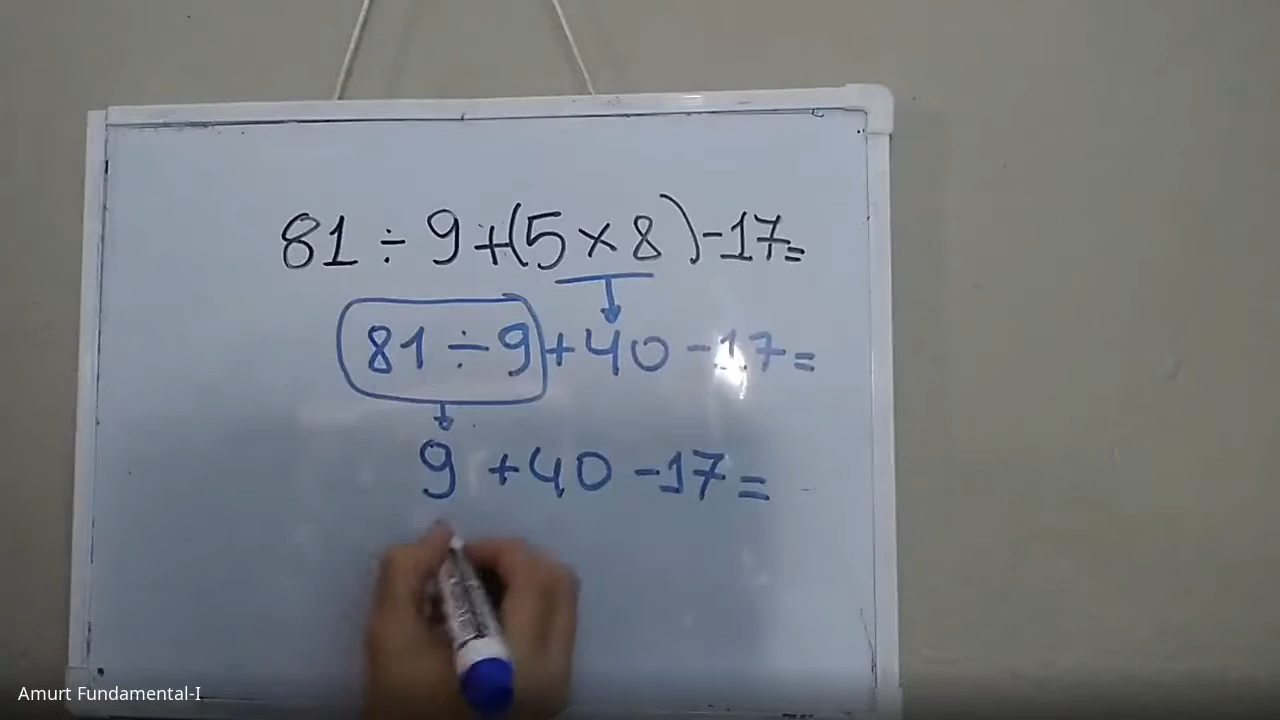 81 ÷ 9 + (5 × 8) - 17 =
81 ÷ 9 + 40 - 17 =
9 + 40 - 17 =
Amurt Fundamental-I